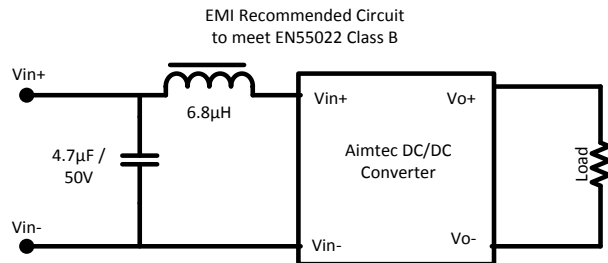 EMI Recommended Circuit
to meet EN55022 Class B
Vin+
6.8µH
Vin+
Vo+
4.7µF /
50V
Aimtec DC/DC
Converter
Load
Vin-
Vin-
Vo-